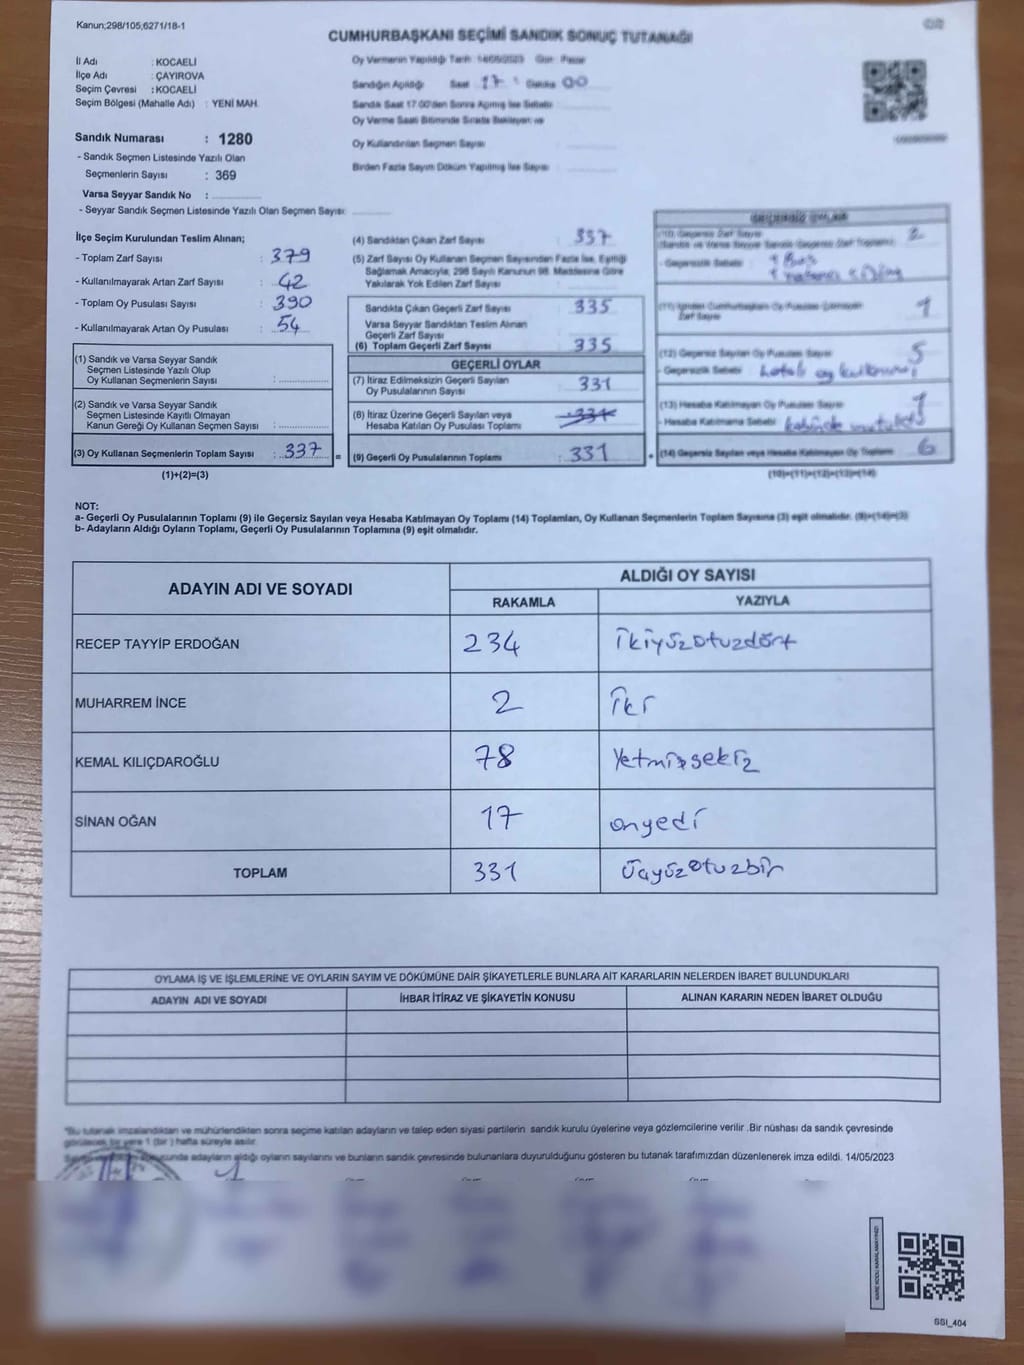 Kanun;298/105,6271/18-1
CUMHURBAŞKANI SEÇİMİ SANDIK SONUÇ TUTANAĞI
İl Adı : KOCAELİ
İlçe Adı : ÇAYIROVA
Seçim Çevresi : KOCAELİ
Seçim Bölgesi (Mahalle Adı) : YENİ MAH.
Sandık Numarası : 1280
- Sandık Seçmen Listesinde Yazılı Olan
Seçmenlerin Sayısı : 369
Varsa Seyyar Sandık No :
- Seyyar Sandık Seçmen Listesinde Yazılı Olan Seçmen Sayısı:
Oy Vermenin Yapıldığı Tarih: 14/05/2023 Gün: Pazar
Sandığın Açıldığı Saat 17 : Dakika 00
Sandık Saat 17.00'den Sonra Açılmış İse Sebebi:
Oy Verme Saati Bitiminde Sırada Bekleyen ve
Oy Kullandırılan Seçmen Sayısı
Birden Fazla Sayım Döküm Yapılmış İse Sayısı
İlçe Seçim Kurulundan Teslim Alınan;
- Toplam Zarf Sayısı : 379
- Kullanılmayarak Artan Zarf Sayısı : 42
- Toplam Oy Pusulası Sayısı : 390
- Kullanılmayarak Artan Oy Pusulası : 54
(1) Sandık ve Varsa Seyyar Sandık
Seçmen Listesinde Yazılı Olup
Oy Kullanan Seçmenlerin Sayısı :
(2) Sandık ve Varsa Seyyar Sandık
Seçmen Listesinde Kayıtlı Olmayan
Kanun Gereği Oy Kullanan Seçmen Sayısı :
(3) Oy Kullanan Seçmenlerin Toplam Sayısı : 337
(1)+(2)=(3)
(4) Sandıktan Çıkan Zarf Sayısı 337
(5) Zarf Sayısı Oy Kullanan Seçmen Sayısından Fazla İse, Eşitliği
Sağlamak Amacıyla; 298 Sayılı Kanunun 98. Maddesine Göre
Yakılarak Yok Edilen Zarf Sayısı
Sandıkta Çıkan Geçerli Zarf Sayısı 335
Varsa Seyyar Sandıktan Teslim Alınan
Geçerli Zarf Sayısı
(6) Toplam Geçerli Zarf Sayısı 335
GEÇERLİ OYLAR
(7) İtiraz Edilmeksizin Geçerli Sayılan
Oy Pusulalarının Sayısı 331
(8) İtiraz Üzerine Geçerli Sayılan veya
Hesaba Katılan Oy Pusulası Toplamı
= (9) Geçerli Oy Pusulalarının Toplamı : 331
GEÇERSİZ OYLAR
(10) Geçersiz Zarf Sayısı 2
(Sandık ve Varsa Seyyar Sandık Geçersiz Zarf Toplamı)
- Geçersizlik Sebebi : 1 Boş
Zarf Sayısı 1
(12) Geçersiz Sayılan Oy Pusulası Sayısı 5
- Geçersizlik Sebebi : hatalı oy kullanımı
(13) Hesaba Katılmayan Oy Pusulası Sayısı 1
- Hesaba Katılmama Sebebi :
+ (14) Geçersiz Sayılan veya Hesaba Katılmayan Oy Toplamı 6
(10)+(11)+(12)+(13)=(14)
NOT:
a- Geçerli Oy Pusulalarının Toplamı (9) ile Geçersiz Sayılan veya Hesaba Katılmayan Oy Toplamı (14) Toplamları, Oy Kullanan Seçmenlerin Toplam Sayısına (3) eşit olmalıdır. (9)+(14)=(3)
b- Adayların Aldığı Oyların Toplamı, Geçerli Oy Pusulalarının Toplamına (9) eşit olmalıdır.
ADAYIN ADI VE SOYADI
ALDIĞI OY SAYISI
RAKAMLA YAZIYLA
RECEP TAYYİP ERDOĞAN 234 ikiyüzotuzdört
MUHARREM İNCE 2 iki
KEMAL KILIÇDAROĞLU 78 Yetmişsekiz
SİNAN OĞAN 17 onyedi
TOPLAM 331 üçyüzotuzbir
OYLAMA İŞ VE İŞLEMLERİNE VE OYLARIN SAYIM VE DÖKÜMÜNE DAİR ŞİKAYETLERLE BUNLARA AİT KARARLARIN NELERDEN İBARET BULUNDUKLARI
ADAYIN ADI VE SOYADI İHBAR İTİRAZ VE ŞİKAYETİN KONUSU ALINAN KARARIN NEDEN İBARET OLDUĞU
*Bu tutanak imzalandıktan ve mühürlendikten sonra seçime katılan adayların ve talep eden siyasi partilerin sandık kurulu üyelerine veya gözlemcilerine verilir .Bir nüshası da sandık çevresinde
görülecek bir yere 1 (bir ) hafta süreyle asılır.
adayların aldığı oyların sayılarını ve bunların sandık çevresinde bulunanlara duyurulduğunu gösteren bu tutanak tarafımızdan düzenlenerek imza edildi. 14/05/2023
SSI_404